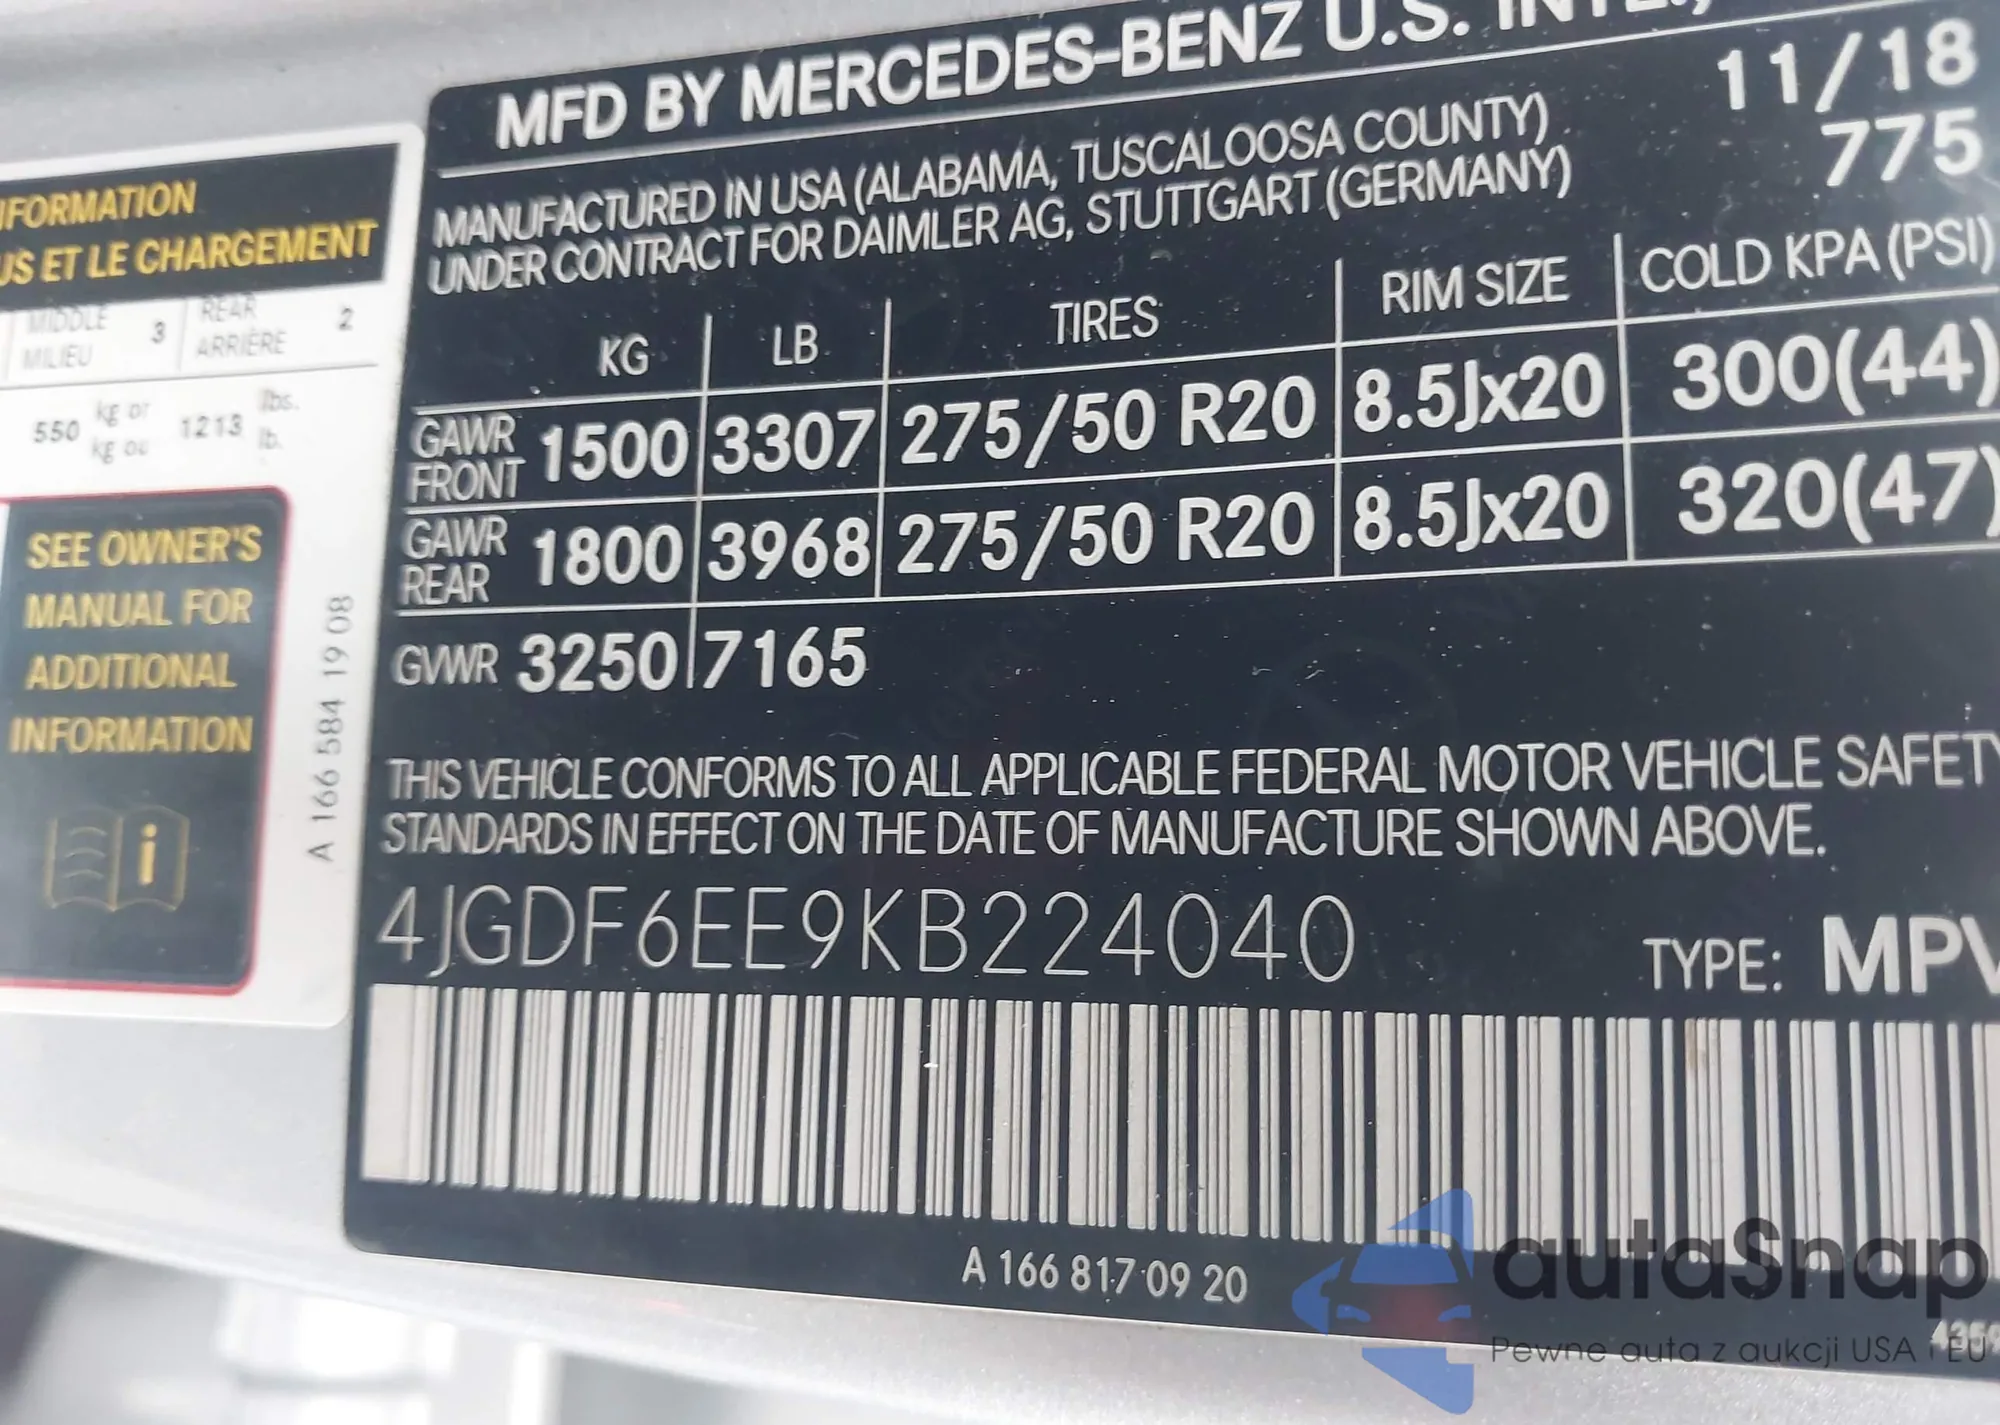 MFD BY MERCEDES-BENZ U.S.
11/18
775
MANUFACTURED IN USA (ALABAMA, TUSCALOOSA COUNTY)
UNDER CONTRACT FOR DAIMLER AG, STUTTGART (GERMANY)
KG LB TIRES RIM SIZE COLD KPA (PSI)
GAWR FRONT 1500 3307 275/50 R20 8.5Jx20 300(44)
GAWR REAR 1800 3968 275/50 R20 8.5Jx20 320(47)
GVWR 3250 7165
THIS VEHICLE CONFORMS TO ALL APPLICABLE FEDERAL MOTOR VEHICLE SAFETY
STANDARDS IN EFFECT ON THE DATE OF MANUFACTURE SHOWN ABOVE.
4JGDF6EE9KB224040
TYPE: MPV
A 166 817 09 20
ET LE CHARGEMENT
MIDDLE 3 REAR 2
MILIEU ARRIÈRE
550 kg or 1213 lbs.
kg ou lb.
SEE OWNER'S
MANUAL FOR
ADDITIONAL
INFORMATION
i
A 166 584 19 08
autaSnap
Pewne auta z aukcji USA i EU